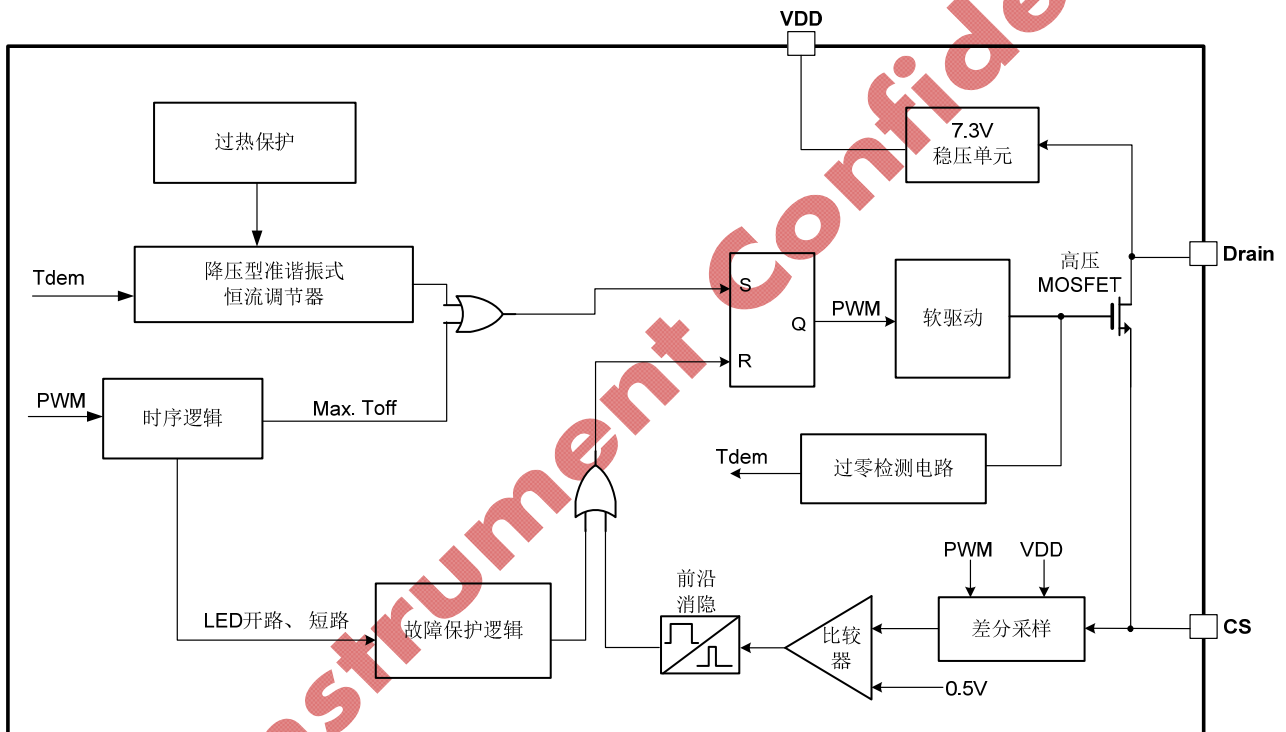 VDD
过热保护
7.3V
稳压单元
Drain
Tdem
降压型准谐振式
恒流调节器
高压
MOSFET
S
Q
R
PWM
软驱动
PWM
时序逻辑
Max. Toff
Tdem
过零检测电路
PWM
VDD
LED开路、短路
故障保护逻辑
前沿
消隐
比较
器
差分采样
CS
0.5V
nstrument Confide